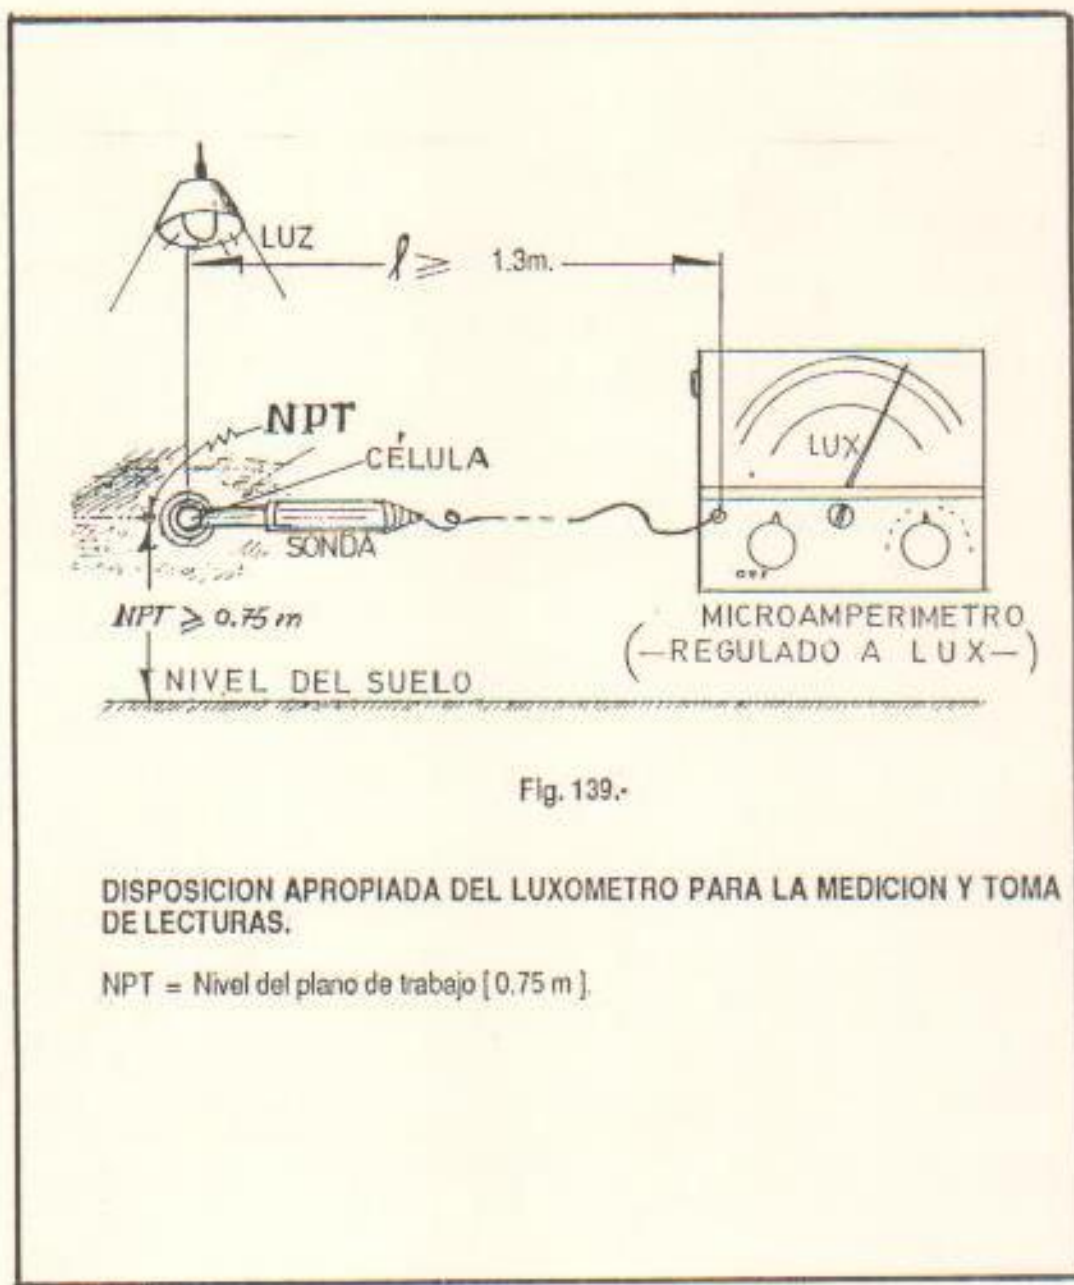 LUZ
ℓ ≥ 1.3m.
NPT
CÉLULA
LUX
SONDA
OFF
NPT ≥ 0.75 m
MICROAMPERIMETRO
(—REGULADO A LUX—)
NIVEL DEL SUELO
Fig. 139.-
DISPOSICION APROPIADA DEL LUXOMETRO PARA LA MEDICION Y TOMA
DE LECTURAS.
NPT = Nivel del plano de trabajo [ 0.75 m ].